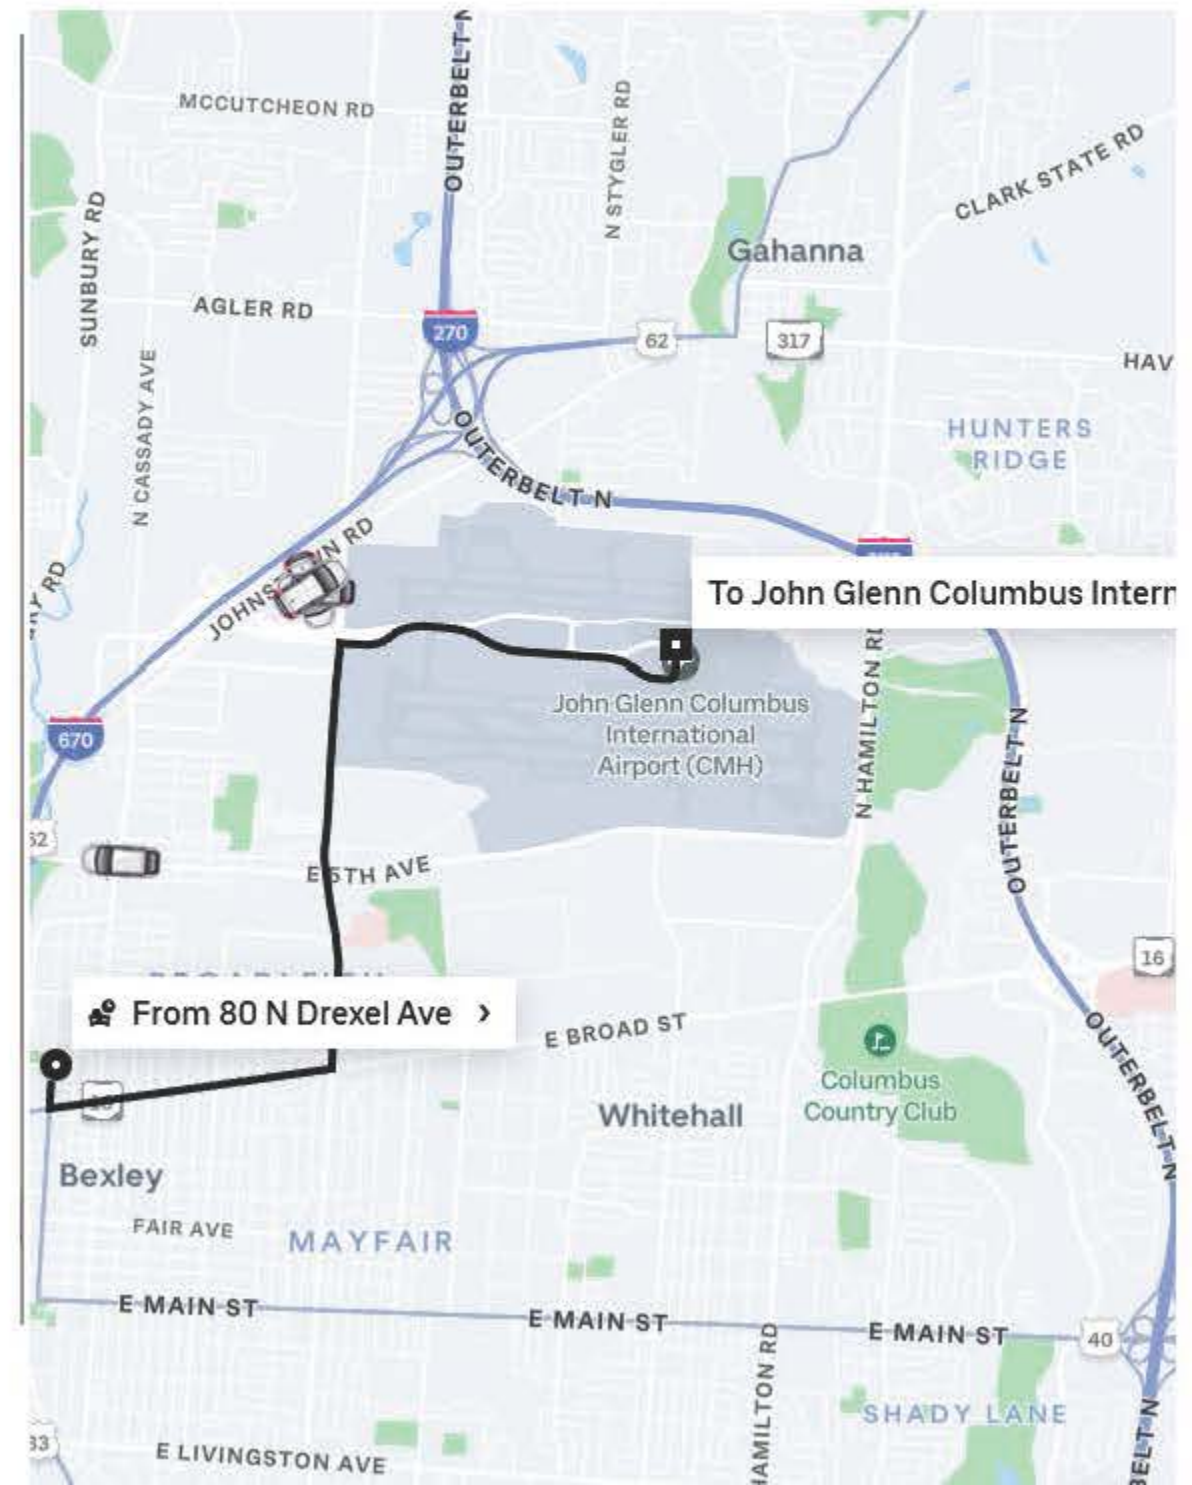 OUTERBELT N
MCCUTCHEON RD
N STYGLER RD
CLARK STATE RD
SUNBURY RD
Gahanna
AGLER RD
270
62
317
HAV
N CASSADY AVE
HUNTERS
RIDGE
OUTERBELT N
RD
To John Glenn Columbus Intern
N HAMILTON RD
John Glenn Columbus
International
Airport (CMH)
670
OUTERBELT N
E 5TH AVE
16
From 80 N Drexel Ave
E BROAD ST
OUTERBELT N
Columbus
Country Club
Whitehall
Bexley
FAIR AVE
MAYFAIR
E MAIN ST
E MAIN ST
E MAIN ST
40
HAMILTON RD
SHADY LANE
33
E LIVINGSTON AVE
BELT N